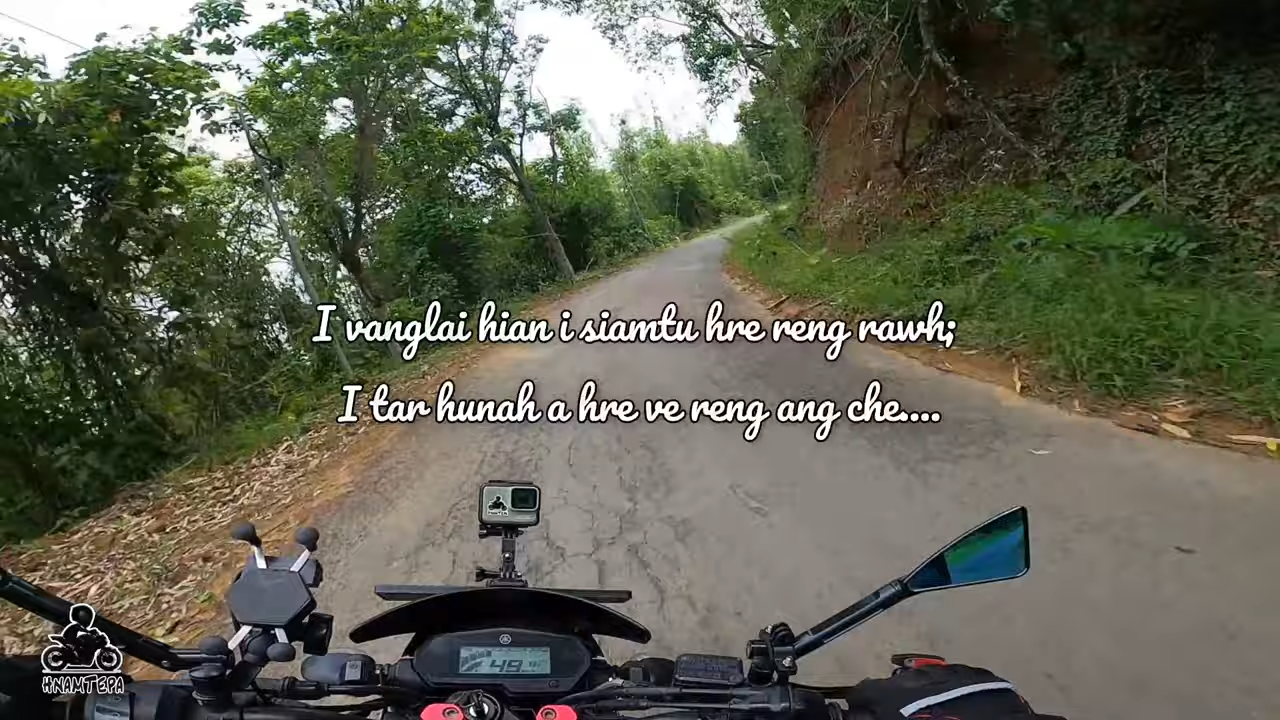 I vanglai hian i siamtu hre reng rawh;
I tar hunah a hre ve reng ang che....
49
HNAMTEPA